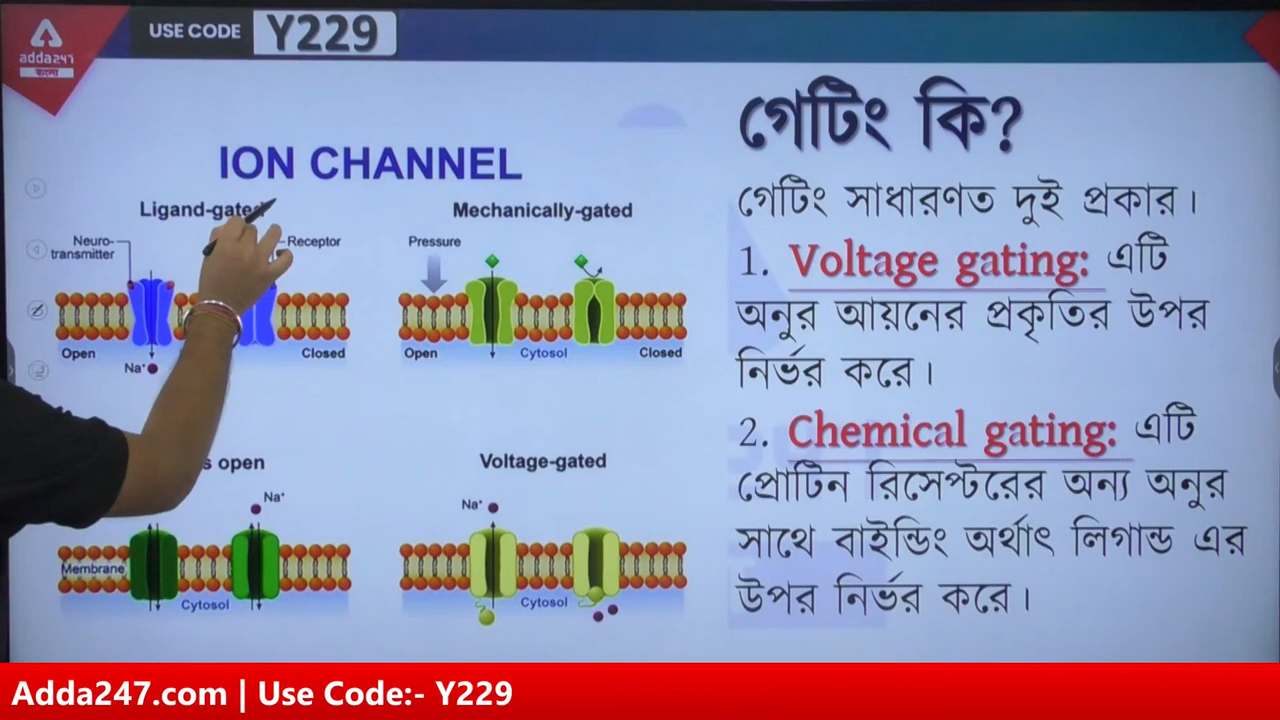 adda247
বাংলা
USE CODE Y229
ION CHANNEL
Mechanically-gated
Neuro-
transmitter
Receptor
Open
Closed
Na⁺
Pressure
Open
Cytosol
Closed
open
Na⁺
Membrane
Cytosol
Voltage-gated
Na⁺
Cytosol
গেটিং কি?
গেটিং সাধারণত দুই প্রকার।
1. Voltage gating: এটি
অনুর আয়নের প্রকৃতির উপর
নির্ভর করে।
2. Chemical gating: এটি
প্রোটিন রিসেপ্টরের অন্য অনুর
সাথে বাইন্ডিং অর্থাৎ লিগান্ড এর
উপর নির্ভর করে।
Adda247.com | Use Code:- Y229